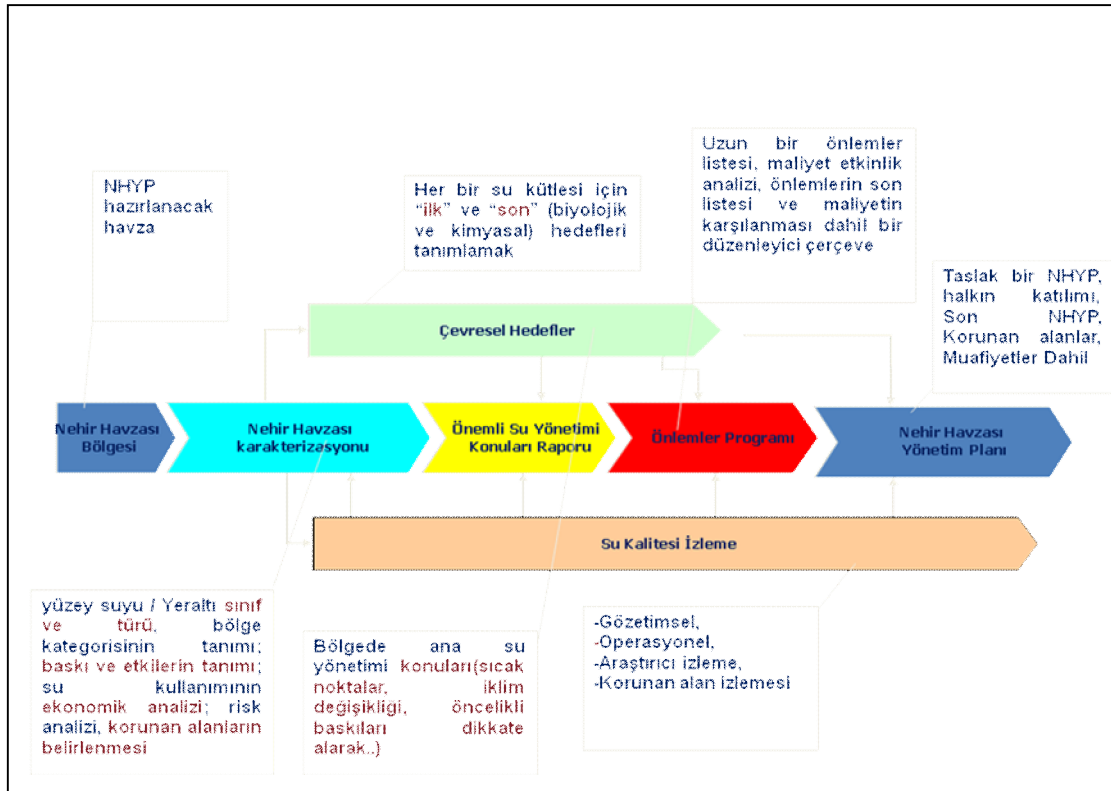 NHYP
hazırlanacak
havza
Her bir su kütlesi için
“ilk” ve “son” (biyolojik
ve kimyasal) hedefleri
tanımlamak
Uzun bir önlemler
listesi, maliyet etkinlik
analizi, önlemlerin son
listesi ve maliyetin
karşılanması dahil bir
düzenleyici çerçeve
Taslak bir NHYP,
halkın katılımı,
Son NHYP,
Korunan alanlar,
Muafiyetler Dahil
Çevresel Hedefler
Nehir Havzası
Bölgesi
Nehir Havzası
karakterizasyonu
Önemli Su Yönetimi
Konuları Raporu
Önlemler Programı
Nehir Havzası
Yönetim Planı
Su Kalitesi İzleme
yüzey suyu / Yeraltı sınıf
ve türü, bölge
kategorisinin tanımı;
baskı ve etkilerin tanımı;
su kullanımının
ekonomik analizi; risk
analizi, korunan alanların
belirlenmesi
Bölgede ana su
yönetimi konuları(sıcak
noktalar, iklim
değişikliği, öncelikli
baskıları dikkate
alarak..)
-Gözetimsel,
-Operasyonel,
-Araştırıcı izleme,
-Korunan alan izlemesi